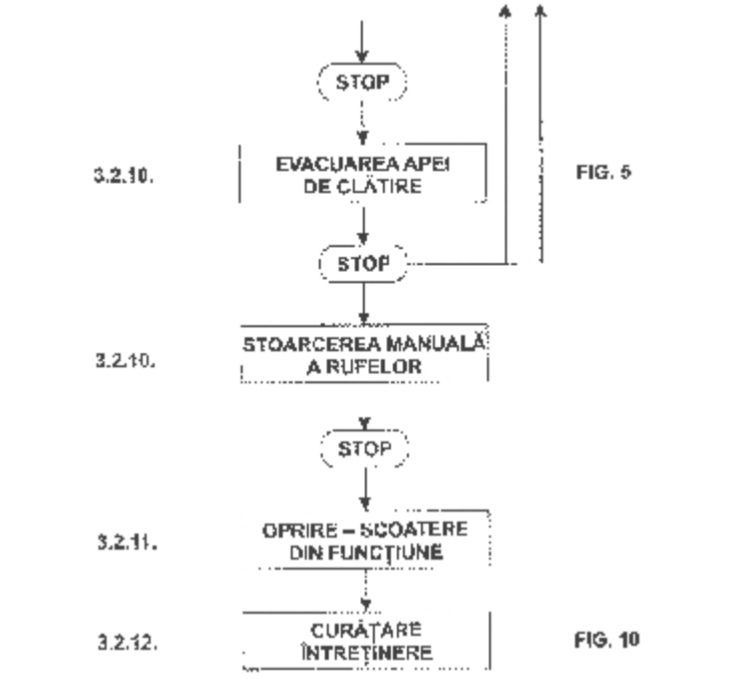 STOP
3.2.10.
EVACUAREA APEI
DE CLĂTIRE
FIG. 5
STOP
3.2.10.
STOARCEREA MANUALĂ
A RUFELOR
STOP
3.2.11.
OPRIRE – SCOATERE
DIN FUNCȚIUNE
3.2.12.
CURĂȚARE
ÎNTREȚINERE
FIG. 10